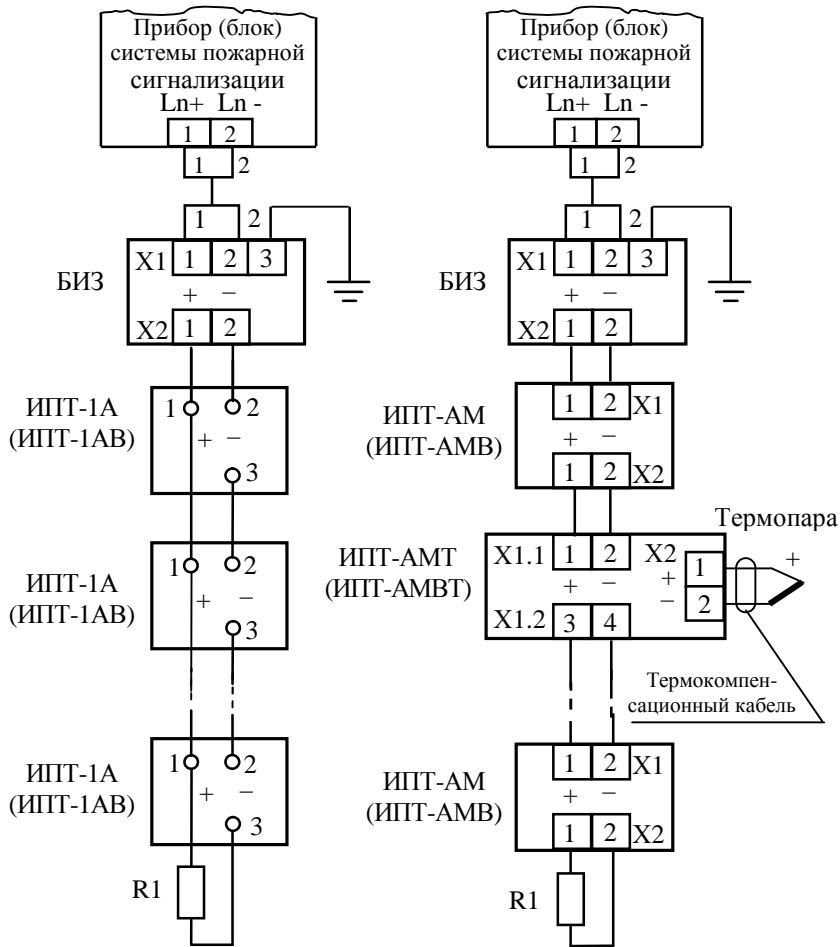 Прибор (блок)
системы пожарной
сигнализации
Ln+ Ln -
1 2
1 2
1 2
X1 1 2 3
БИЗ
+ −
X2 1 2
ИПТ-1А
(ИПТ-1АВ)
1 2
+ −
3
ИПТ-1А
(ИПТ-1АВ)
1 2
+ −
3
ИПТ-1А
(ИПТ-1АВ)
1 2
+ −
3
R1
Прибор (блок)
системы пожарной
сигнализации
Ln+ Ln -
1 2
1 2
1 2
X1 1 2 3
БИЗ
+ −
X2 1 2
ИПТ-АМ
(ИПТ-АМВ)
1 2 X1
+ −
1 2 X2
Термопара
ИПТ-АМТ
(ИПТ-АМВТ)
X1.1 1 2 X2
+ −
X1.2 3 4
+ 1
− 2
+
Термокомпен-
сационный кабель
ИПТ-АМ
(ИПТ-АМВ)
1 2 X1
+ −
1 2 X2
R1